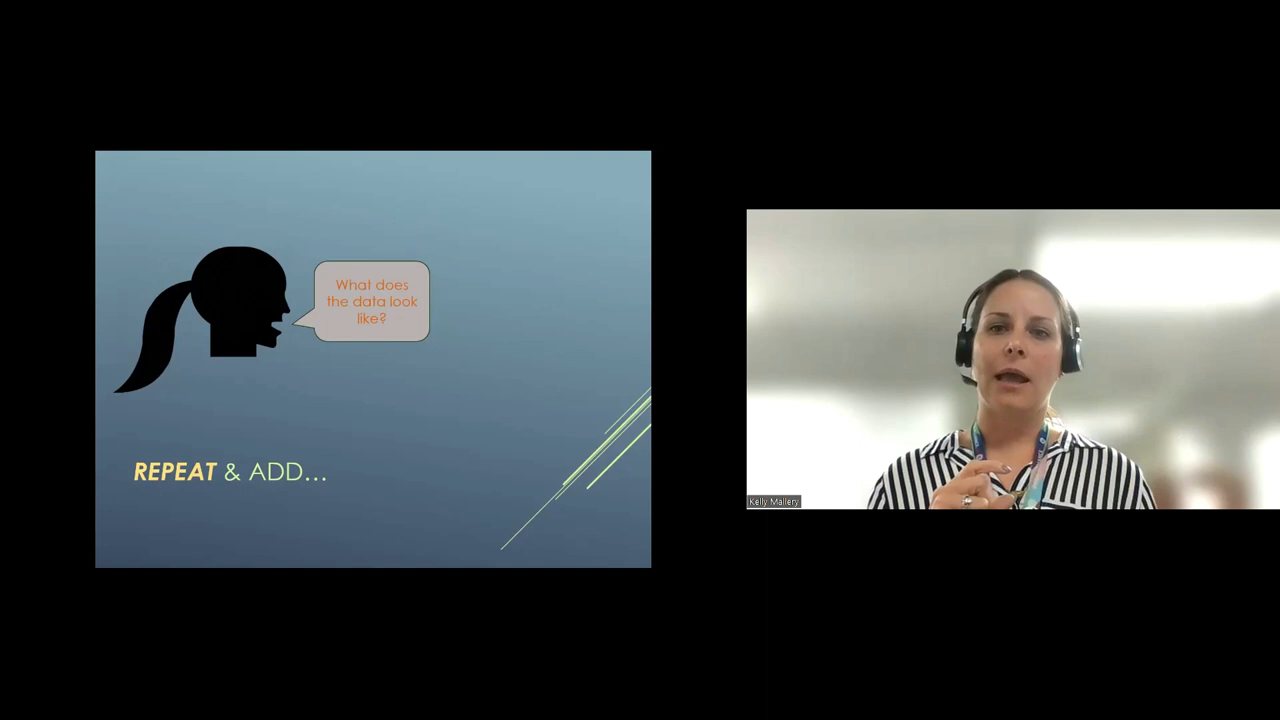 What does
the data look
like?
REPEAT & ADD...
Kelly Mallery